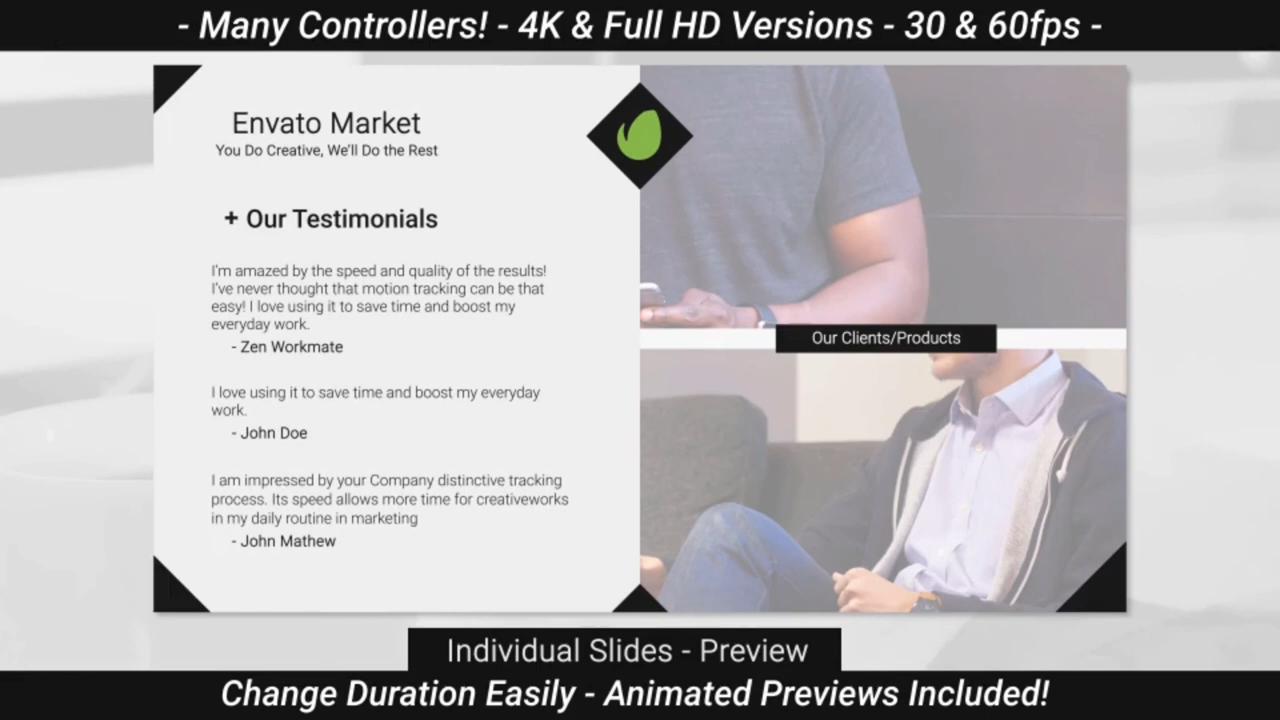 - Many Controllers! - 4K & Full HD Versions - 30 & 60fps -
Envato Market
You Do Creative, We'll Do the Rest
+ Our Testimonials
I'm amazed by the speed and quality of the results!
I've never thought that motion tracking can be that
easy! I love using it to save time and boost my
everyday work.
- Zen Workmate
I love using it to save time and boost my everyday
work.
- John Doe
I am impressed by your Company distinctive tracking
process. Its speed allows more time for creativeworks
in my daily routine in marketing
- John Mathew
Our Clients/Products
Individual Slides - Preview
Change Duration Easily - Animated Previews Included!